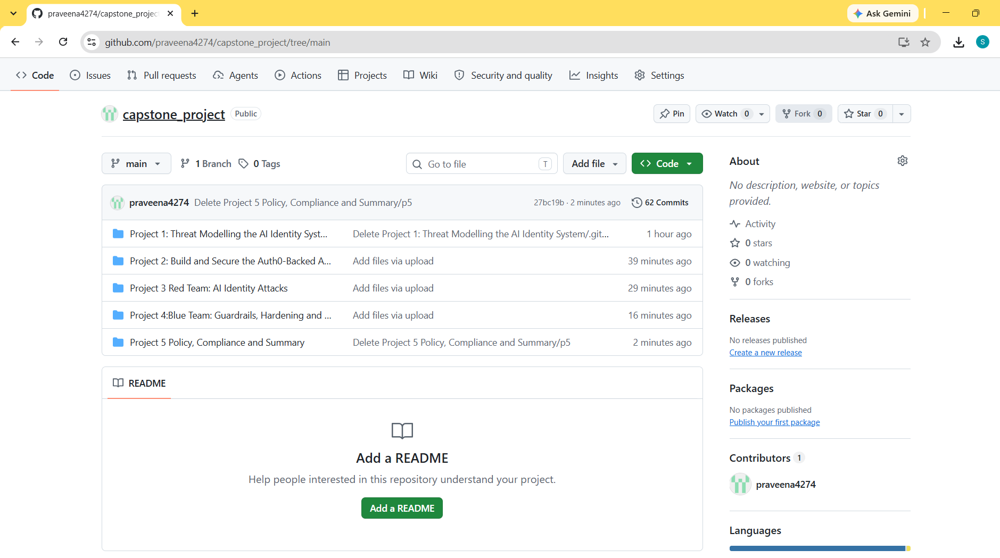 praveena4274/capstone_projec
Ask Gemini
github.com/praveena4274/capstone_project/tree/main
S
Code Issues Pull requests Agents Actions Projects Wiki Security and quality Insights Settings
capstone_project Public
Pin Watch 0 Fork 0 Star 0
main 1 Branch 0 Tags Go to file T Add file Code
praveena4274 Delete Project 5 Policy, Compliance and Summary/p5 27bc19b · 2 minutes ago 62 Commits
Project 1: Threat Modelling the AI Identity Syst... Delete Project 1: Threat Modelling the AI Identity System/.git... 1 hour ago
Project 2: Build and Secure the Auth0-Backed A... Add files via upload 39 minutes ago
Project 3 Red Team: AI Identity Attacks Add files via upload 29 minutes ago
Project 4:Blue Team: Guardrails, Hardening and ... Add files via upload 16 minutes ago
Project 5 Policy, Compliance and Summary Delete Project 5 Policy, Compliance and Summary/p5 2 minutes ago
README
Add a README
Help people interested in this repository understand your project.
Add a README
About
No description, website, or topics
provided.
Activity
0 stars
0 watching
0 forks
Releases
No releases published
Create a new release
Packages
No packages published
Publish your first package
Contributors 1
praveena4274
Languages